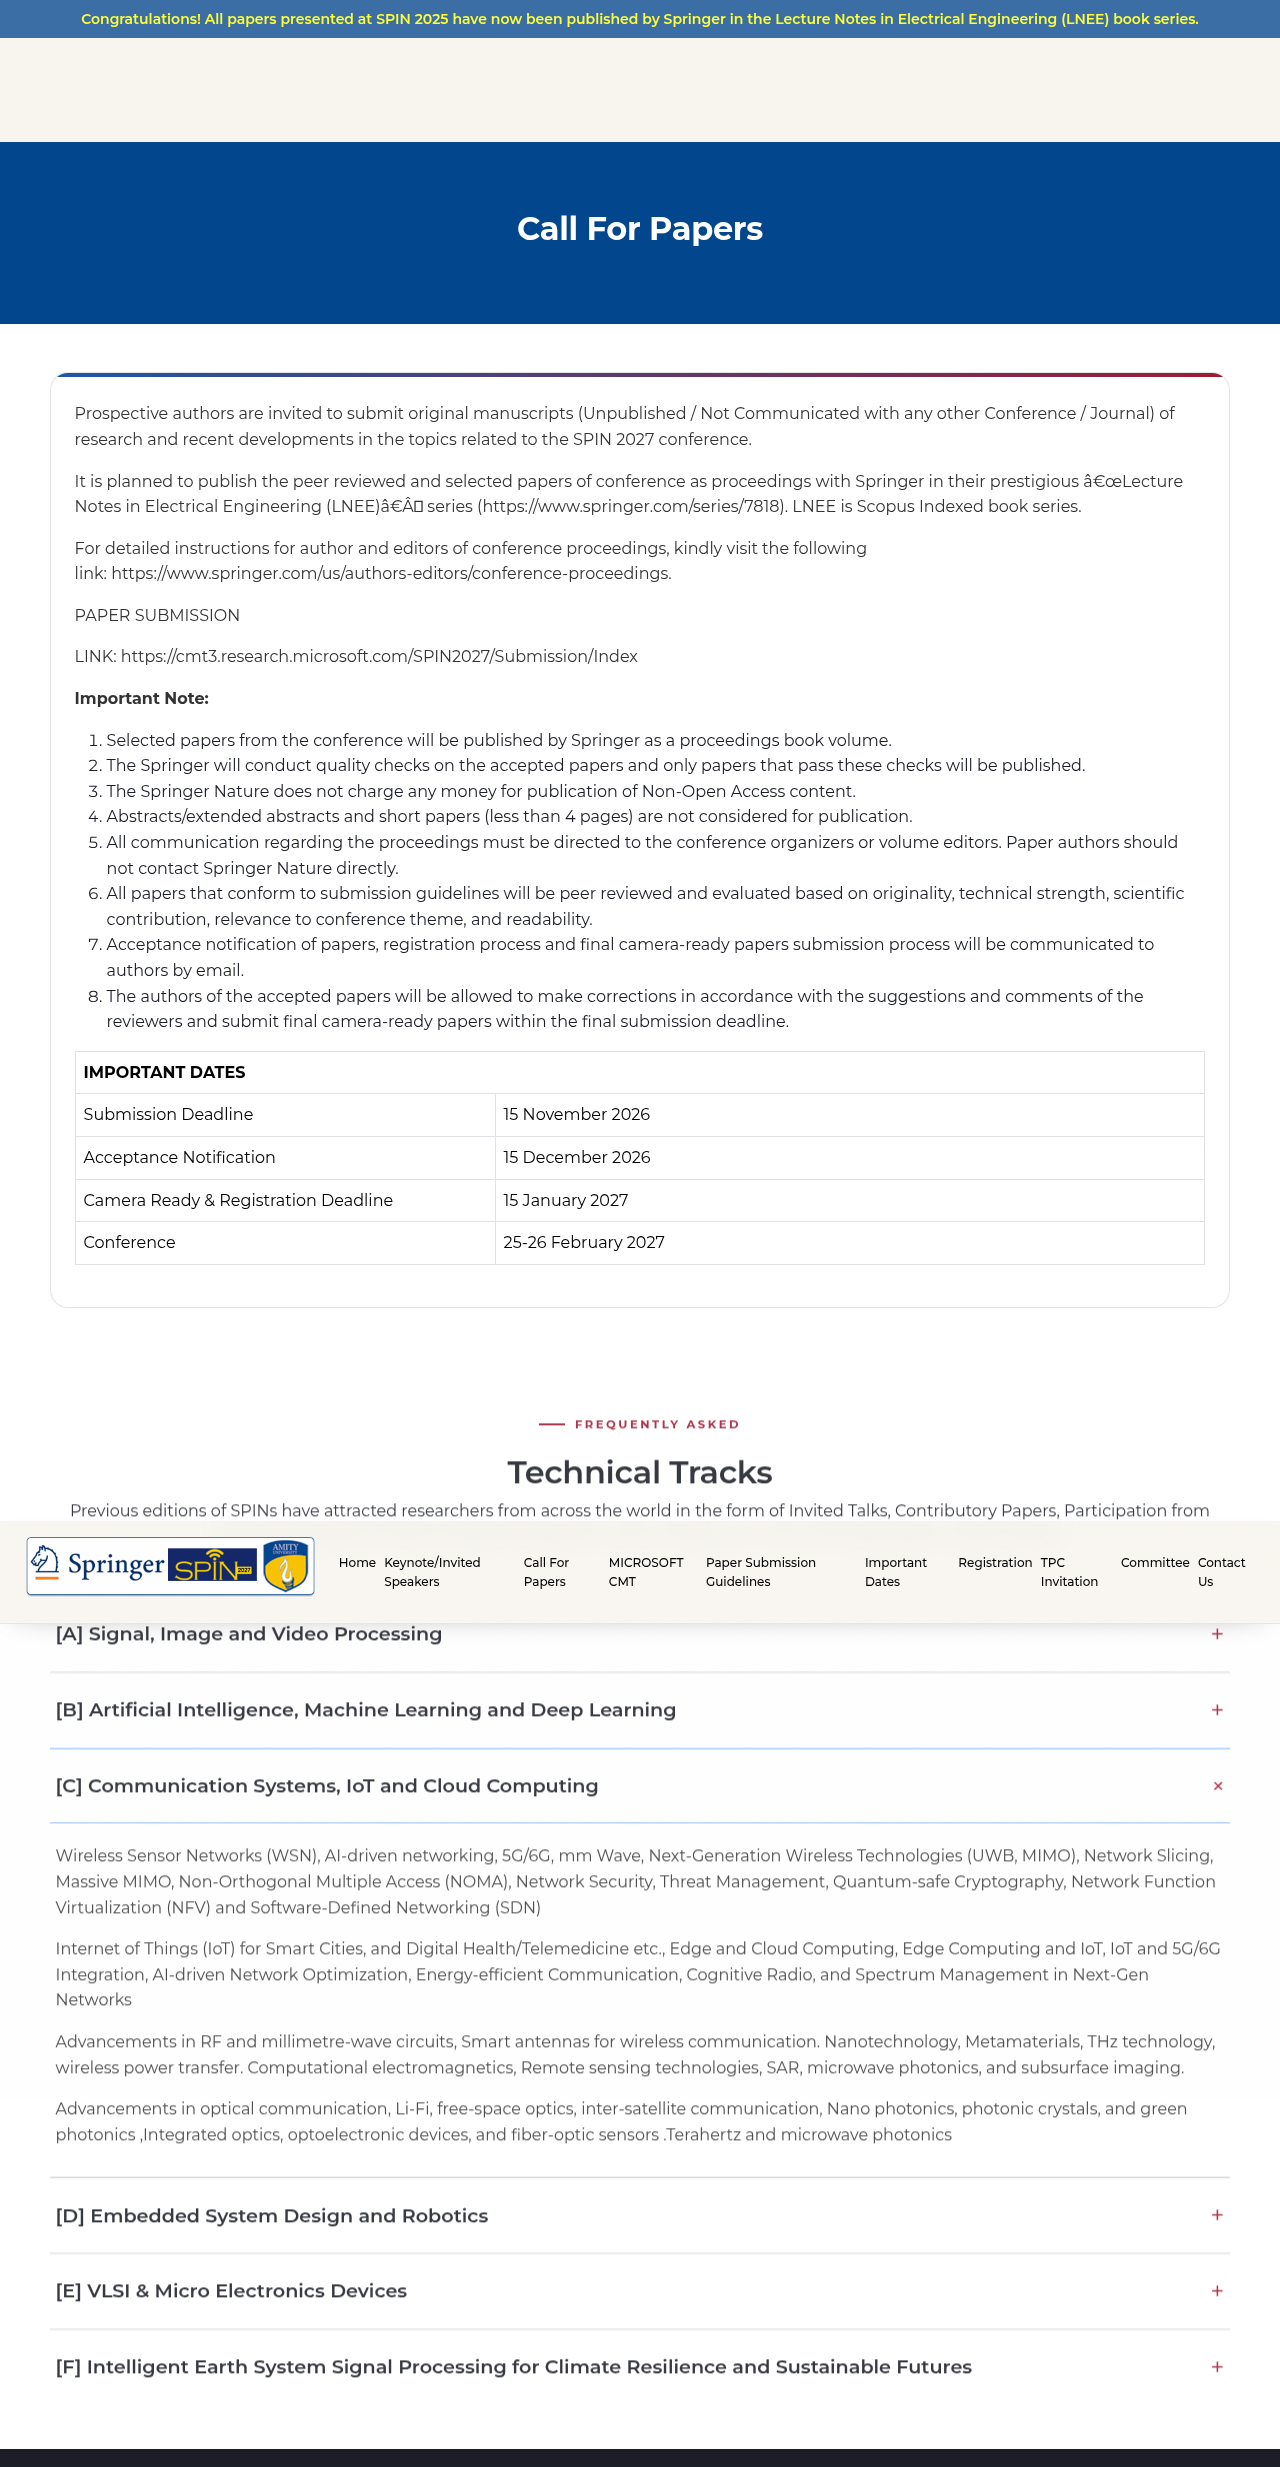 Congratulations! All papers presented at SPIN 2025 have now been published by Springer in the Lecture Notes in Electrical Engineering (LNEE) book series.
Call For Papers
Prospective authors are invited to submit original manuscripts (Unpublished / Not Communicated with any other Conference / Journal) of
research and recent developments in the topics related to the SPIN 2027 conference.
It is planned to publish the peer reviewed and selected papers of conference as proceedings with Springer in their prestigious â€œLecture
Notes in Electrical Engineering (LNEE)â€Â series (https://www.springer.com/series/7818). LNEE is Scopus Indexed book series.
For detailed instructions for author and editors of conference proceedings, kindly visit the following
link: https://www.springer.com/us/authors-editors/conference-proceedings.
PAPER SUBMISSION
LINK: https://cmt3.research.microsoft.com/SPIN2027/Submission/Index
Important Note:
1. Selected papers from the conference will be published by Springer as a proceedings book volume.
2. The Springer will conduct quality checks on the accepted papers and only papers that pass these checks will be published.
3. The Springer Nature does not charge any money for publication of Non-Open Access content.
4. Abstracts/extended abstracts and short papers (less than 4 pages) are not considered for publication.
5. All communication regarding the proceedings must be directed to the conference organizers or volume editors. Paper authors should
not contact Springer Nature directly.
6. All papers that conform to submission guidelines will be peer reviewed and evaluated based on originality, technical strength, scientific
contribution, relevance to conference theme, and readability.
7. Acceptance notification of papers, registration process and final camera-ready papers submission process will be communicated to
authors by email.
8. The authors of the accepted papers will be allowed to make corrections in accordance with the suggestions and comments of the
reviewers and submit final camera-ready papers within the final submission deadline.
IMPORTANT DATES
Submission Deadline 15 November 2026
Acceptance Notification 15 December 2026
Camera Ready & Registration Deadline 15 January 2027
Conference 25-26 February 2027
FREQUENTLY ASKED
Technical Tracks
Previous editions of SPINs have attracted researchers from across the world in the form of Invited Talks, Contributory Papers, Participation from
Springer SPIN 2027 AMITY UNIVERSITY
Home Keynote/Invited Speakers Call For Papers MICROSOFT CMT Paper Submission Guidelines Important Dates Registration TPC Invitation Committee Contact Us
[A] Signal, Image and Video Processing +
[B] Artificial Intelligence, Machine Learning and Deep Learning +
[C] Communication Systems, IoT and Cloud Computing ×
Wireless Sensor Networks (WSN), AI-driven networking, 5G/6G, mm Wave, Next-Generation Wireless Technologies (UWB, MIMO), Network Slicing,
Massive MIMO, Non-Orthogonal Multiple Access (NOMA), Network Security, Threat Management, Quantum-safe Cryptography, Network Function
Virtualization (NFV) and Software-Defined Networking (SDN)
Internet of Things (IoT) for Smart Cities, and Digital Health/Telemedicine etc., Edge and Cloud Computing, Edge Computing and IoT, IoT and 5G/6G
Integration, AI-driven Network Optimization, Energy-efficient Communication, Cognitive Radio, and Spectrum Management in Next-Gen
Networks
Advancements in RF and millimetre-wave circuits, Smart antennas for wireless communication. Nanotechnology, Metamaterials, THz technology,
wireless power transfer. Computational electromagnetics, Remote sensing technologies, SAR, microwave photonics, and subsurface imaging.
Advancements in optical communication, Li-Fi, free-space optics, inter-satellite communication, Nano photonics, photonic crystals, and green
photonics ,Integrated optics, optoelectronic devices, and fiber-optic sensors .Terahertz and microwave photonics
[D] Embedded System Design and Robotics +
[E] VLSI & Micro Electronics Devices +
[F] Intelligent Earth System Signal Processing for Climate Resilience and Sustainable Futures +